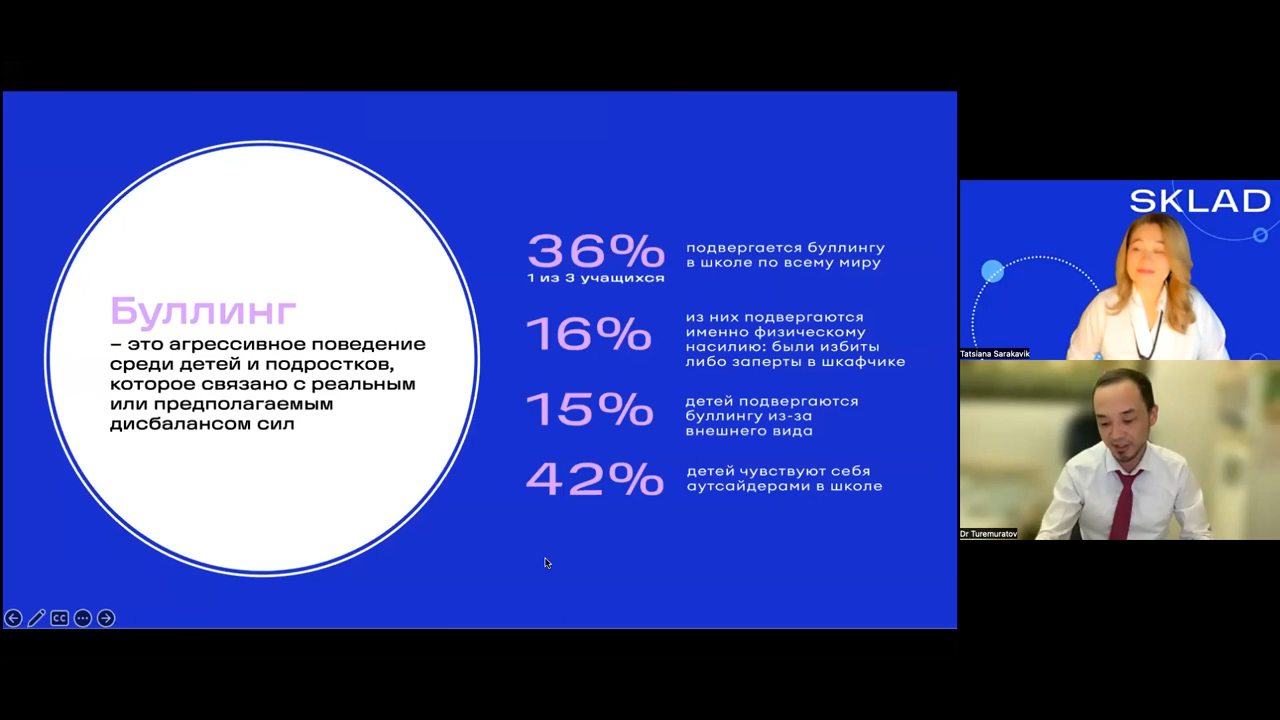 Буллинг
– это агрессивное поведение
среди детей и подростков,
которое связано с реальным
или предполагаемым
дисбалансом сил
36%
1 из 3 учащихся
подвергается буллингу
в школе по всему миру
16%
из них подвергаются
именно физическому
насилию: были избиты
либо заперты в шкафчике
15%
детей подвергаются
буллингу из-за
внешнего вида
42%
детей чувствуют себя
аутсайдерами в школе
CC
SKLAD
Tatsiana Sarakavik
Dr Turemuratov